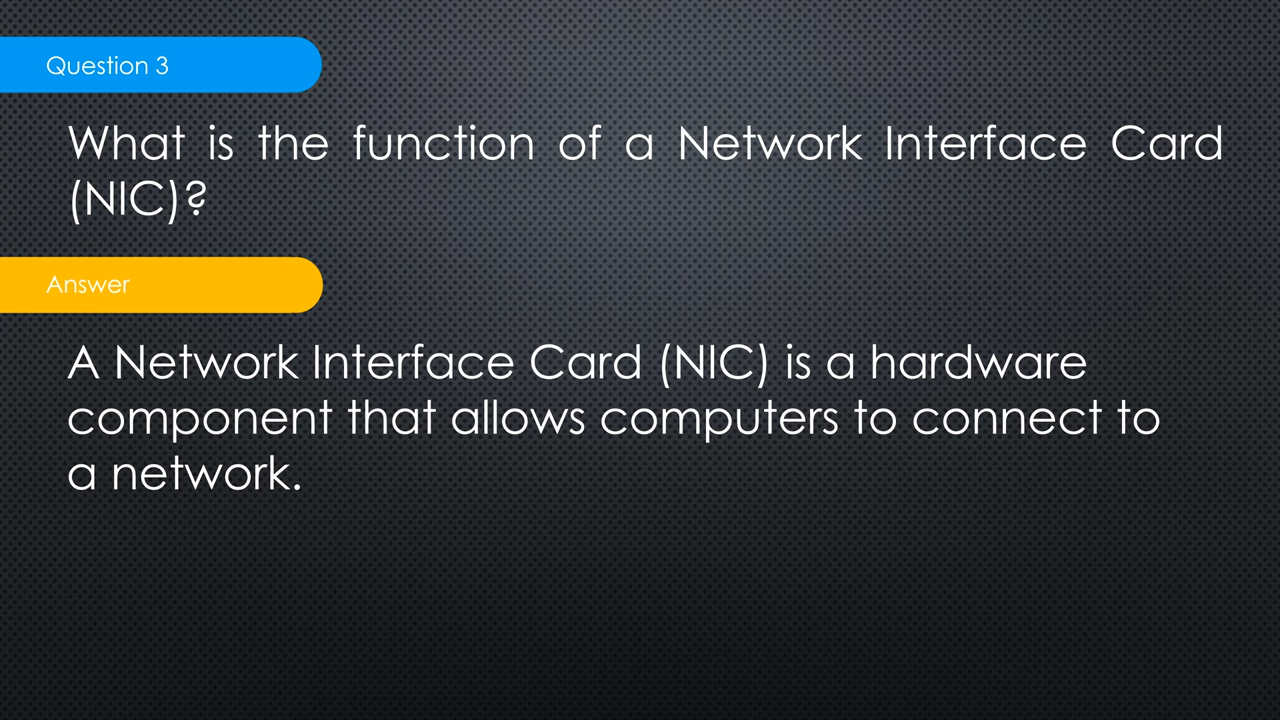 Question 3
What is the function of a Network Interface Card
(NIC)?
Answer
A Network Interface Card (NIC) is a hardware
component that allows computers to connect to
a network.